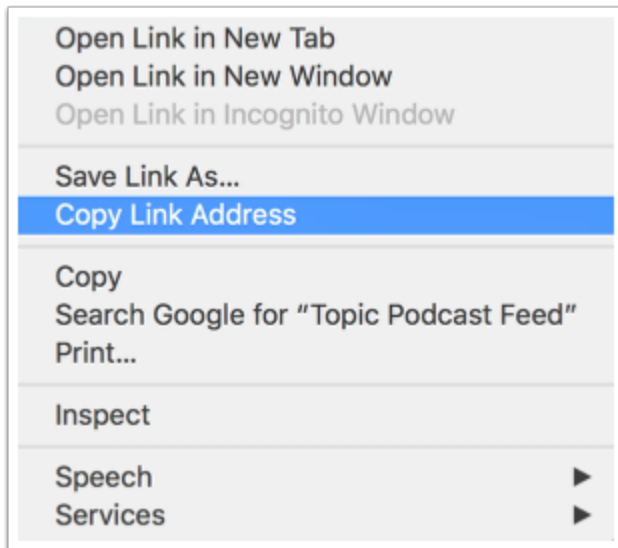 Open Link in New Tab
Open Link in New Window
Open Link in Incognito Window
Save Link As...
Copy Link Address
Copy
Search Google for “Topic Podcast Feed”
Print...
Inspect
Speech
Services